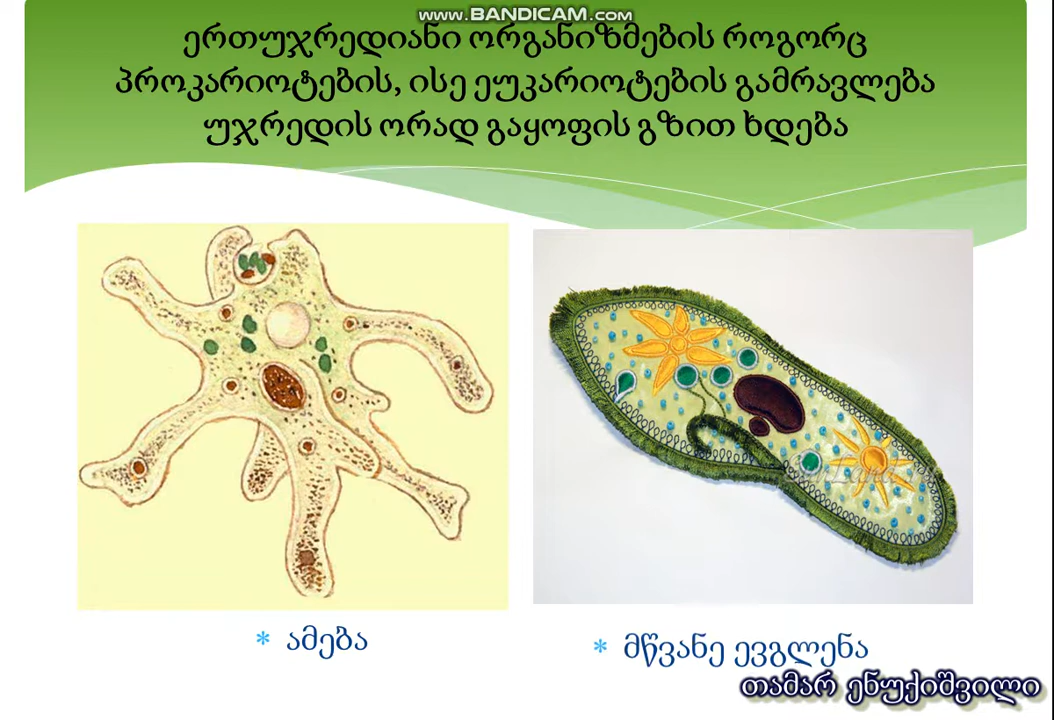 www.BANDICAM.com
ერთუჯრედიანი ორგანიზმების როგორც
პროკარიოტების, ისე ეუკარიოტების გამრავლება
უჯრედის ორად გაყოფის გზით ხდება
* ამება
* მწვანე ევგლენა
თამარ ენუქიშვილი